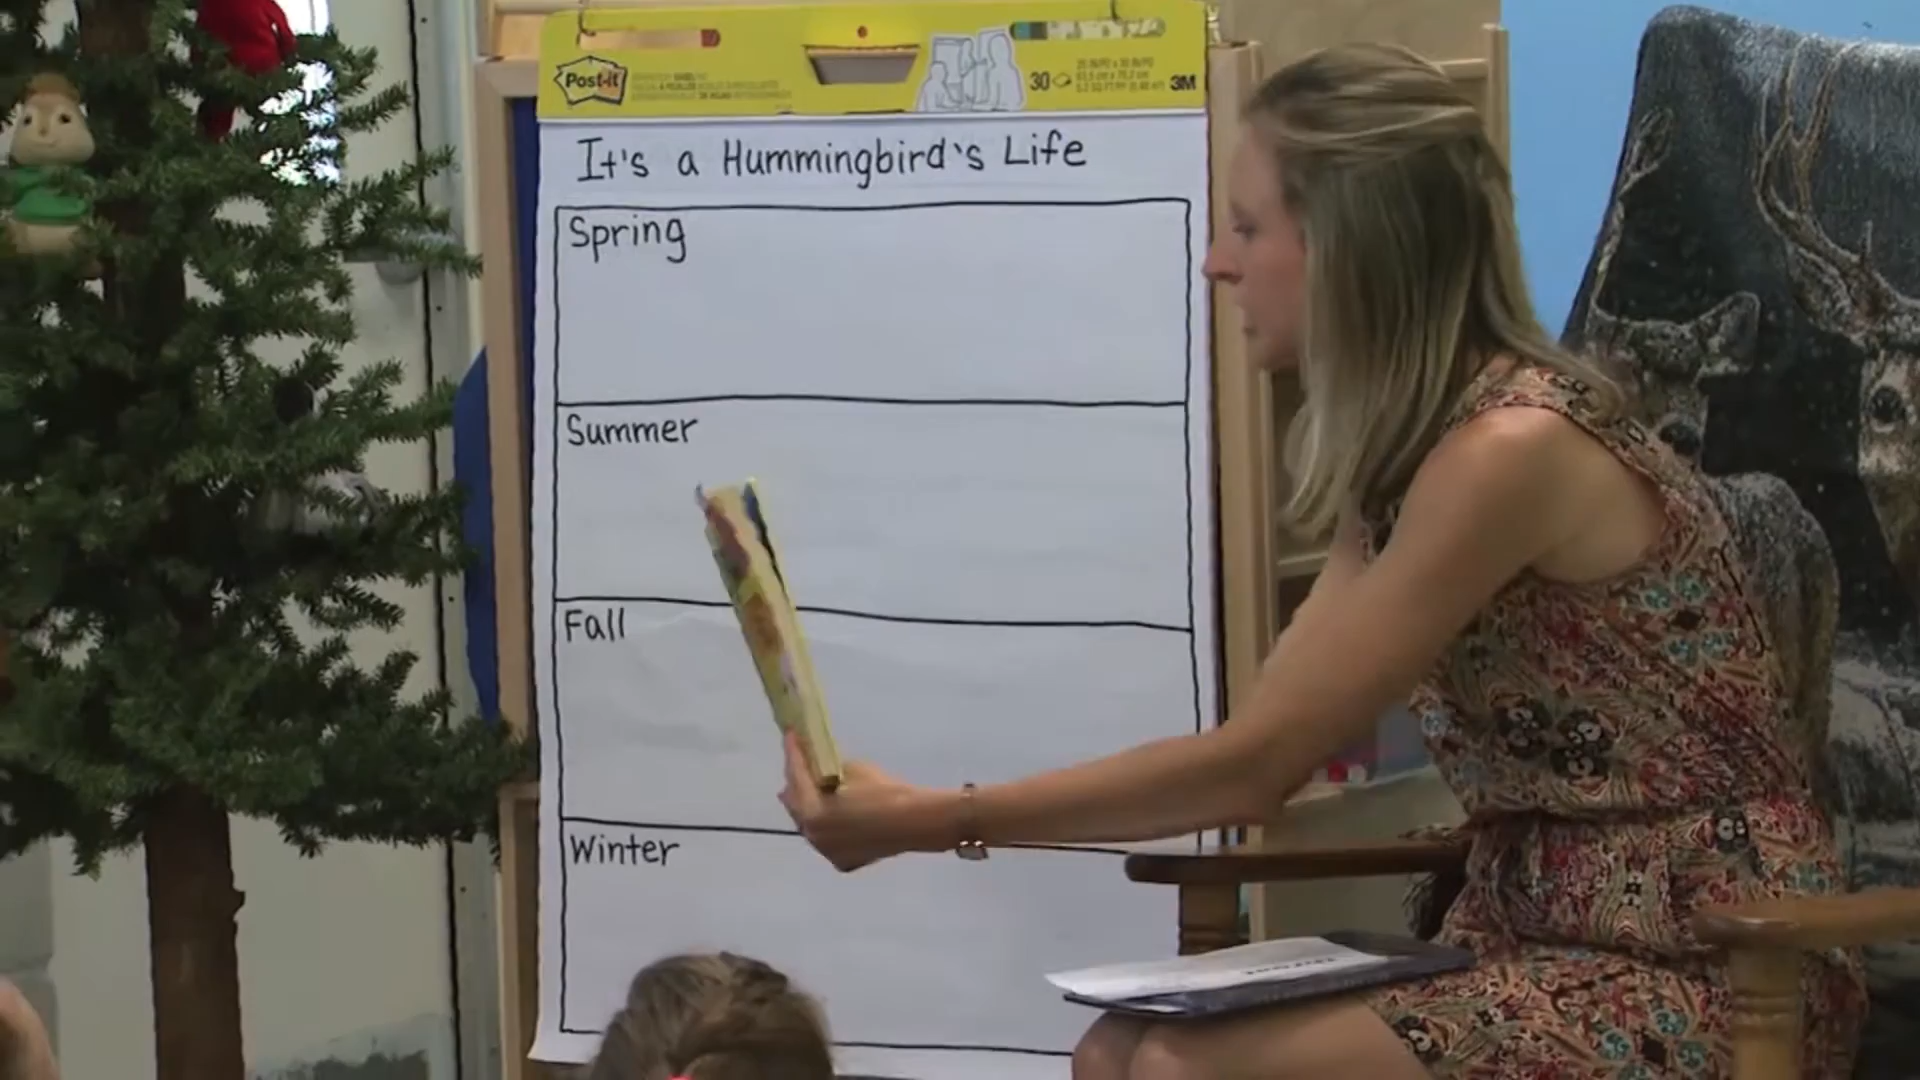 Post-it
30
3M
It's a Hummingbird's Life
Spring
Summer
Fall
Winter